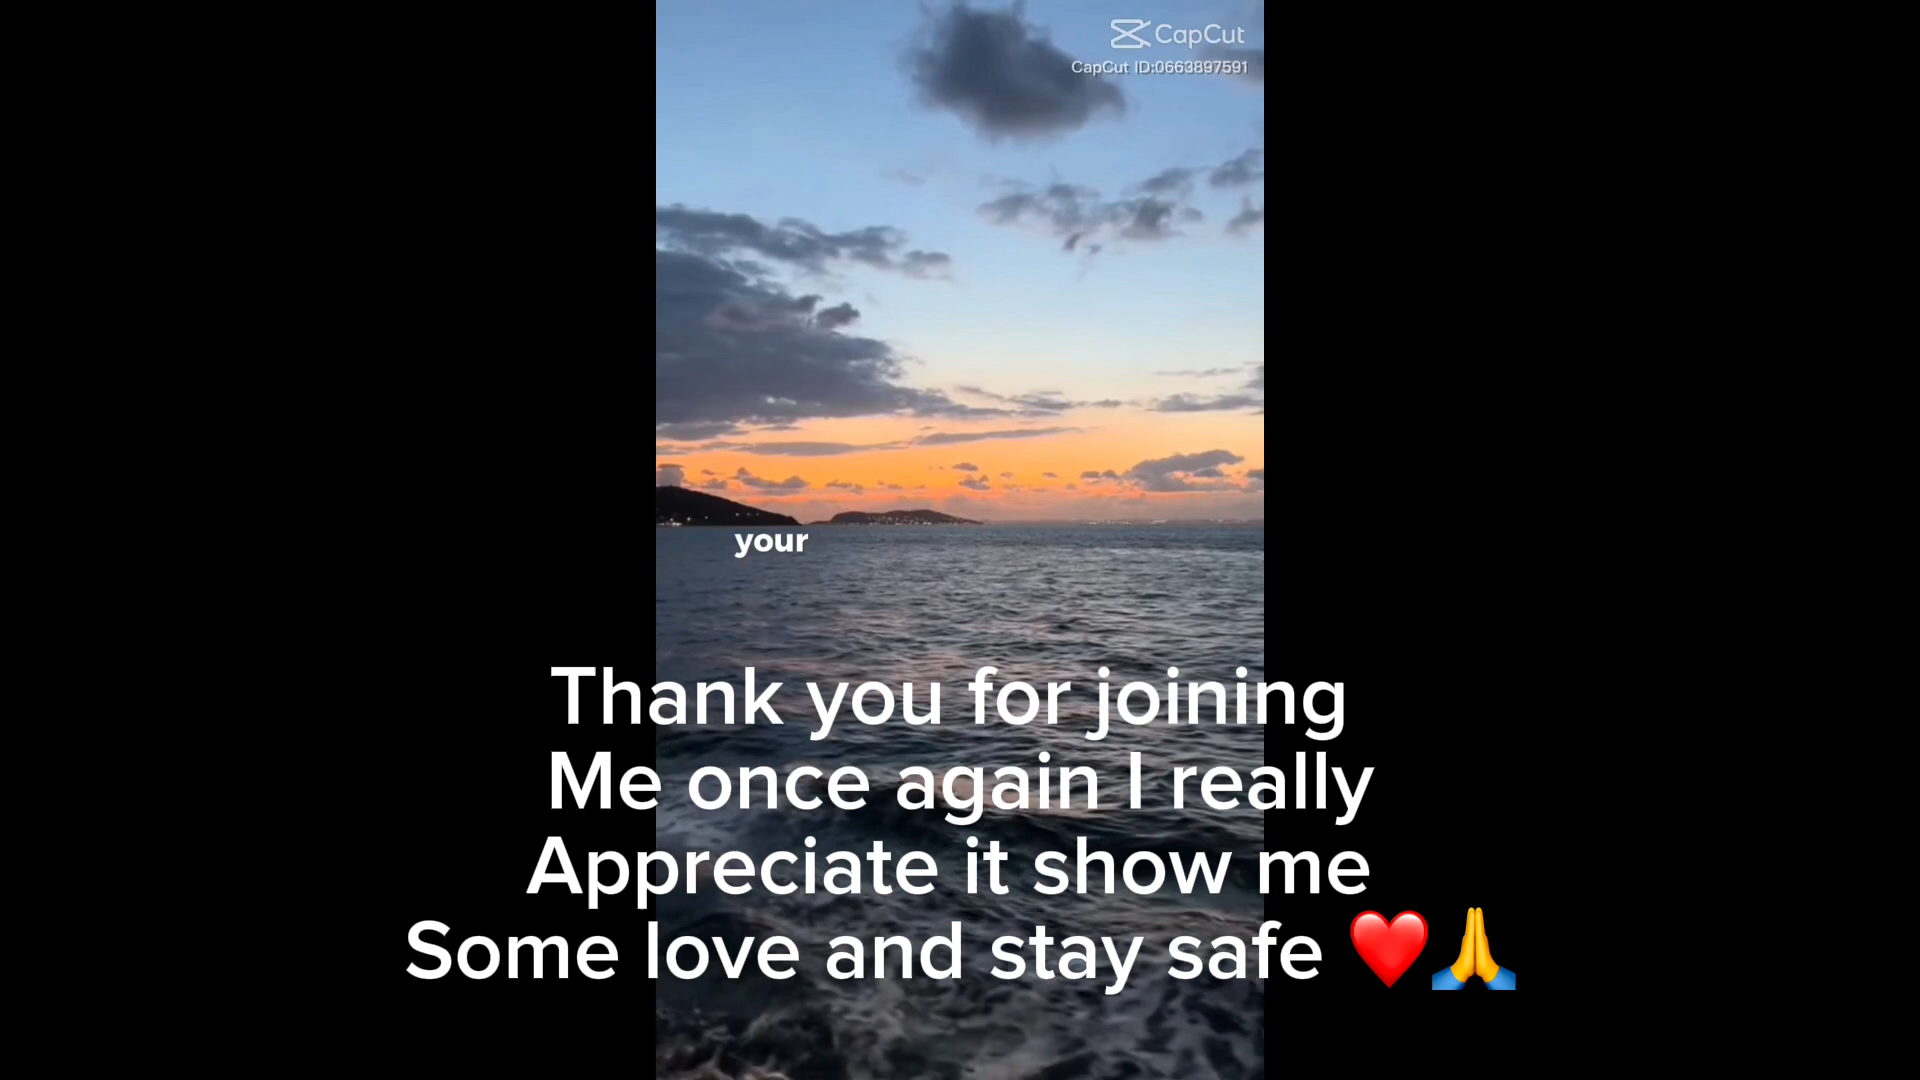 CapCut
CapCut ID:0663897591
your
Thank you for joining
Me once again I really
Appreciate it show me
Some love and stay safe ❤️🙏